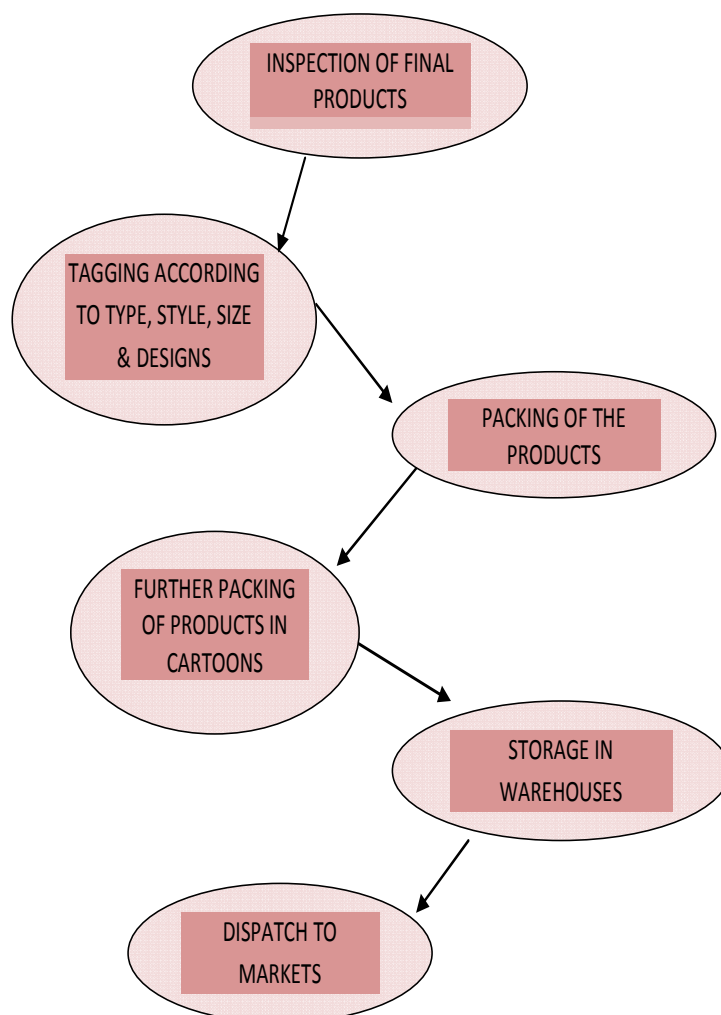 INSPECTION OF FINAL
PRODUCTS
TAGGING ACCORDING
TO TYPE, STYLE, SIZE
& DESIGNS
PACKING OF THE
PRODUCTS
FURTHER PACKING
OF PRODUCTS IN
CARTOONS
STORAGE IN
WAREHOUSES
DISPATCH TO
MARKETS